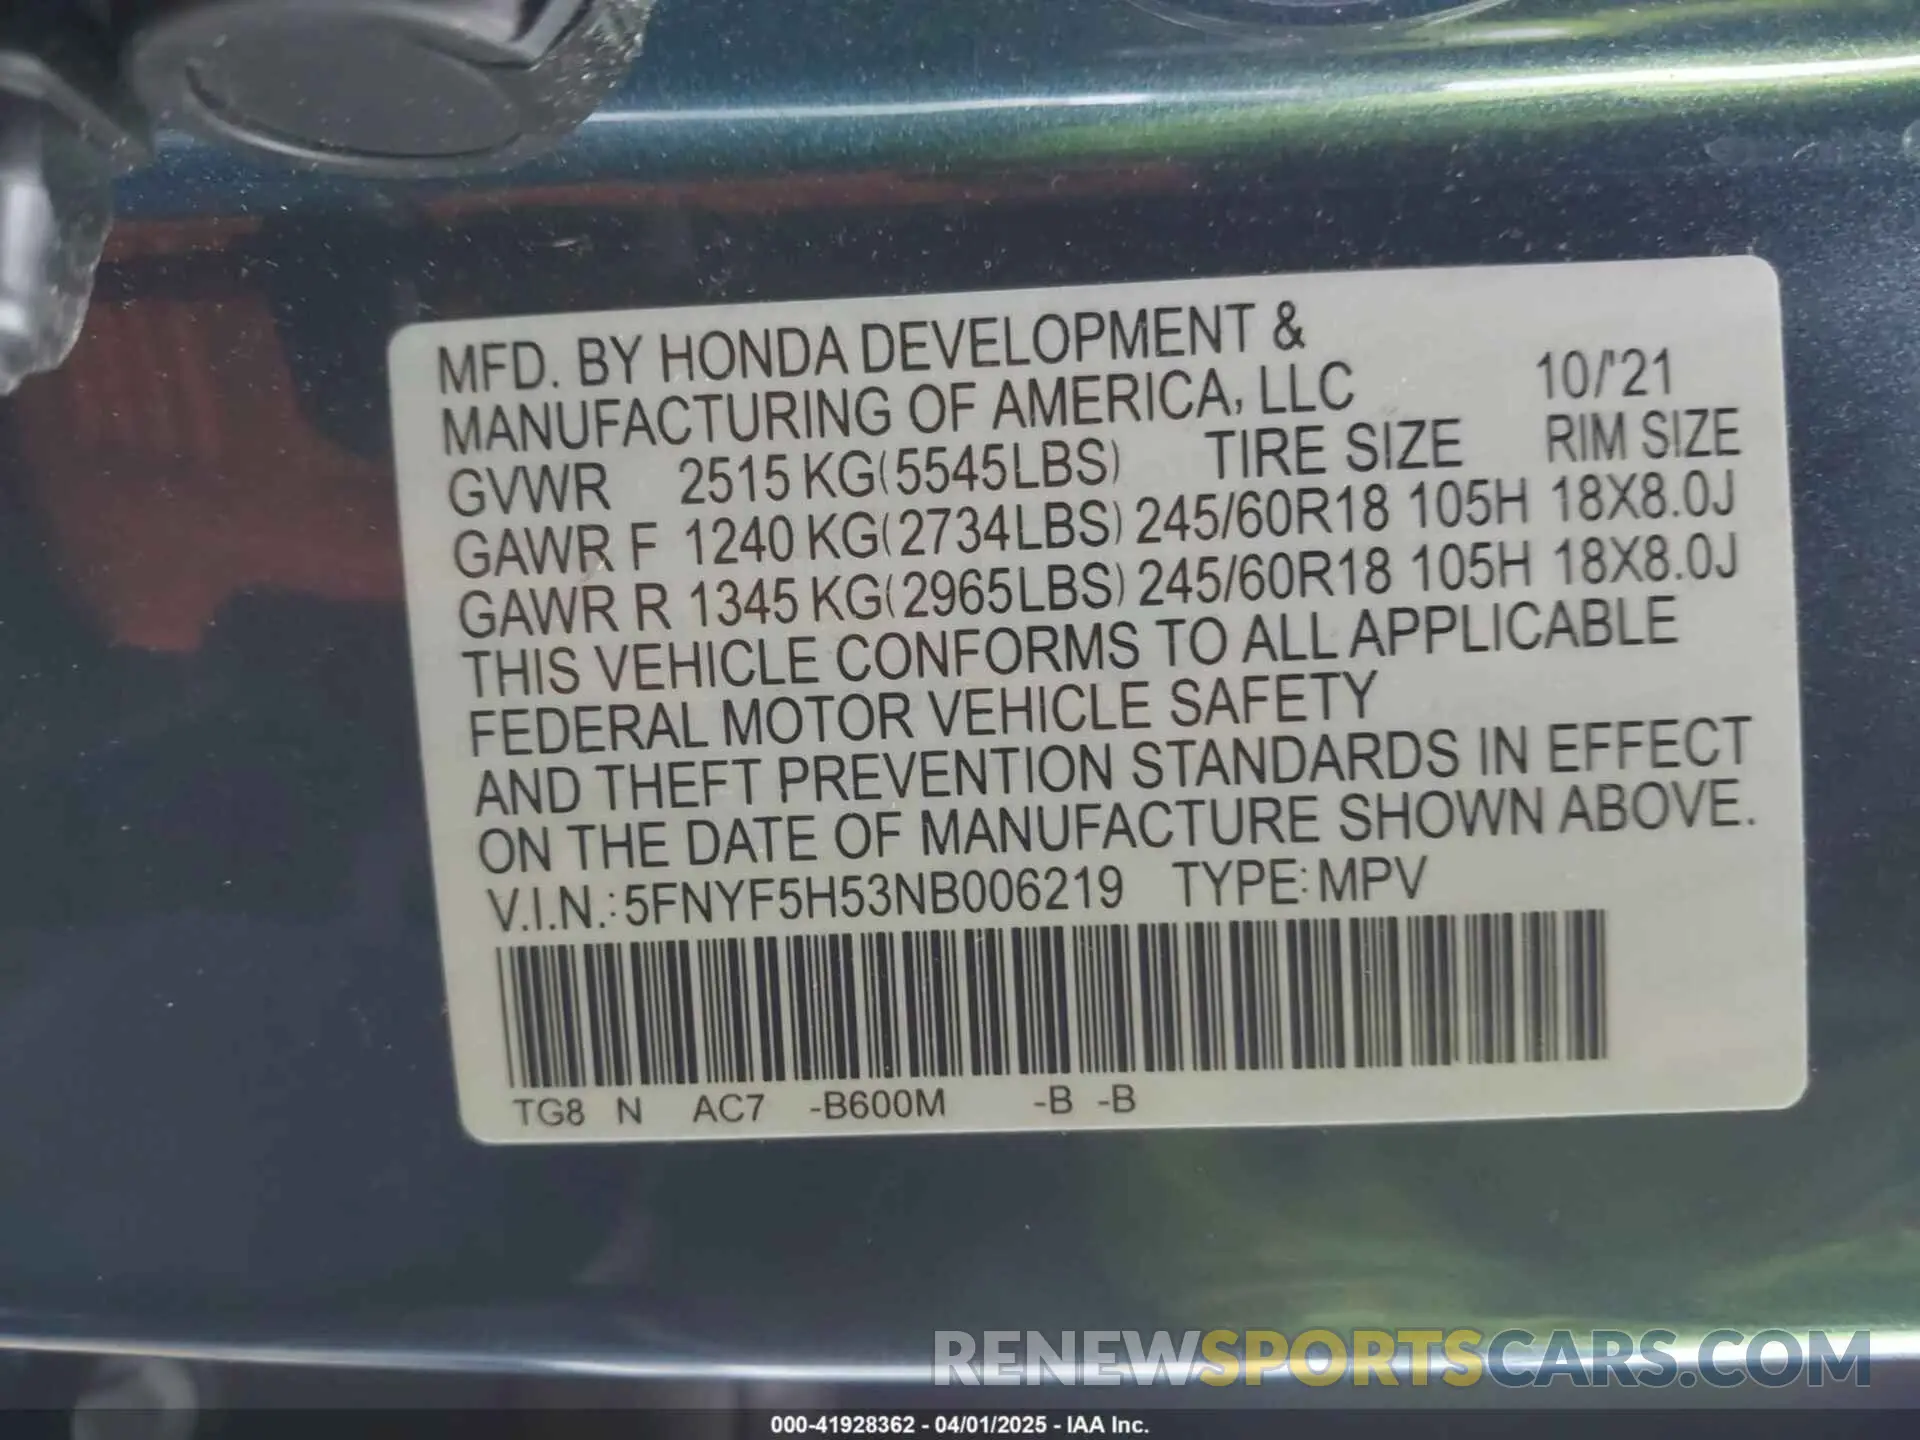 MFD. BY HONDA DEVELOPMENT &
MANUFACTURING OF AMERICA, LLC 10/'21
GVWR 2515 KG(5545LBS) TIRE SIZE RIM SIZE
GAWR F 1240 KG(2734LBS) 245/60R18 105H 18X8.0J
GAWR R 1345 KG(2965LBS) 245/60R18 105H 18X8.0J
THIS VEHICLE CONFORMS TO ALL APPLICABLE
FEDERAL MOTOR VEHICLE SAFETY
AND THEFT PREVENTION STANDARDS IN EFFECT
ON THE DATE OF MANUFACTURE SHOWN ABOVE.
V.I.N.: 5FNYF5H53NB006219 TYPE: MPV
TG8 N AC7 -B600M -B -B
RENEWSPORTSCARS.COM
000-41928362 - 04/01/2025 - IAA Inc.